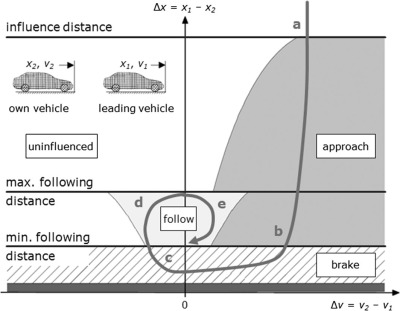 Δx = x₁ – x₂
influence distance
a
x₂, v₂
x₁, v₁
own vehicle
leading vehicle
uninfluenced
approach
max. following
distance
d
e
follow
b
min. following
distance
c
brake
0
Δv = v₂ – v₁